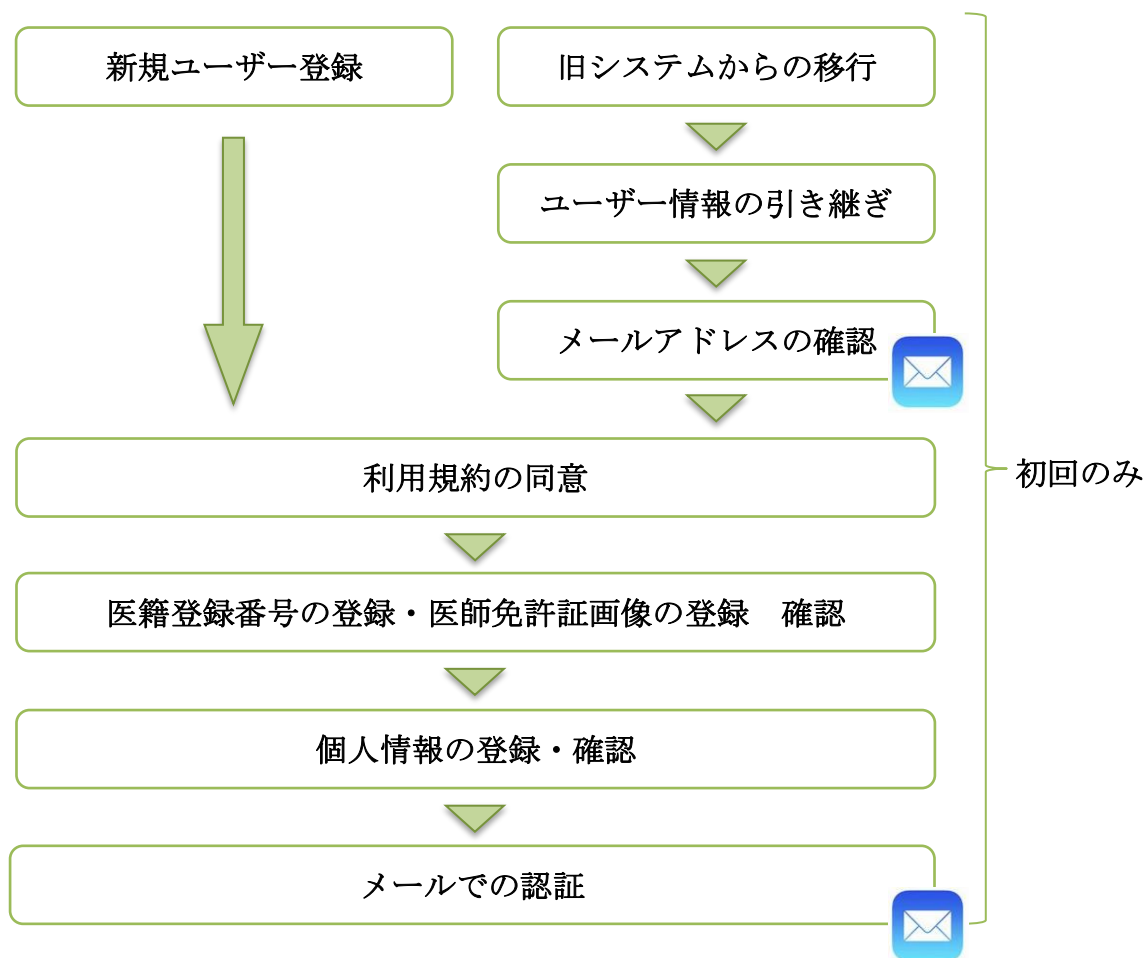 新規ユーザー登録
旧システムからの移行
ユーザー情報の引き継ぎ
メールアドレスの確認
利用規約の同意
初回のみ
医籍登録番号の登録・医師免許証画像の登録　確認
個人情報の登録・確認
メールでの認証